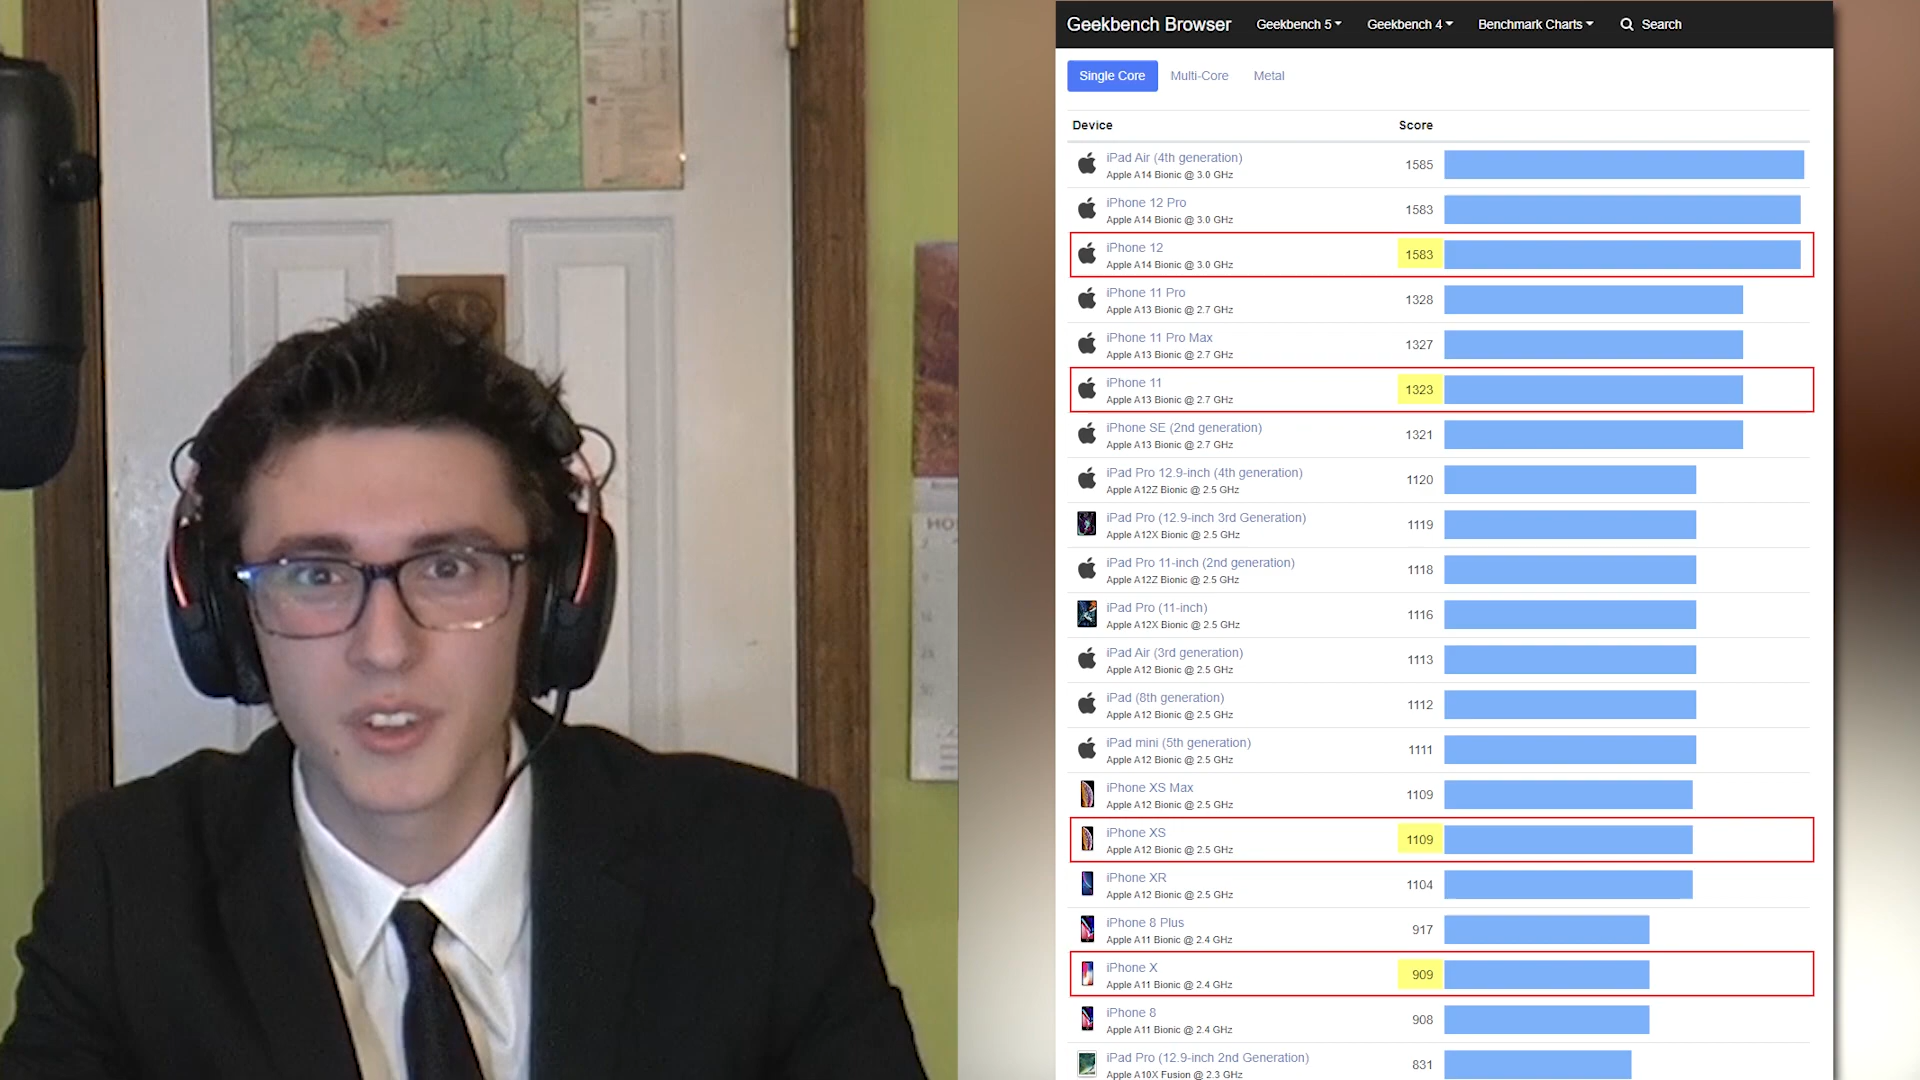 Geekbench Browser Geekbench 5 Geekbench 4 Benchmark Charts Search
Single Core Multi-Core Metal
Device Score
iPad Air (4th generation)
Apple A14 Bionic @ 3.0 GHz
1585
iPhone 12 Pro
Apple A14 Bionic @ 3.0 GHz
1583
iPhone 12
Apple A14 Bionic @ 3.0 GHz
1583
iPhone 11 Pro
Apple A13 Bionic @ 2.7 GHz
1328
iPhone 11 Pro Max
Apple A13 Bionic @ 2.7 GHz
1327
iPhone 11
Apple A13 Bionic @ 2.7 GHz
1323
iPhone SE (2nd generation)
Apple A13 Bionic @ 2.7 GHz
1321
iPad Pro 12.9-inch (4th generation)
Apple A12Z Bionic @ 2.5 GHz
1120
iPad Pro (12.9-inch 3rd Generation)
Apple A12X Bionic @ 2.5 GHz
1119
iPad Pro 11-inch (2nd generation)
Apple A12Z Bionic @ 2.5 GHz
1118
iPad Pro (11-inch)
Apple A12X Bionic @ 2.5 GHz
1116
iPad Air (3rd generation)
Apple A12 Bionic @ 2.5 GHz
1113
iPad (8th generation)
Apple A12 Bionic @ 2.5 GHz
1112
iPad mini (5th generation)
Apple A12 Bionic @ 2.5 GHz
1111
iPhone XS Max
Apple A12 Bionic @ 2.5 GHz
1109
iPhone XS
Apple A12 Bionic @ 2.5 GHz
1109
iPhone XR
Apple A12 Bionic @ 2.5 GHz
1104
iPhone 8 Plus
Apple A11 Bionic @ 2.4 GHz
917
iPhone X
Apple A11 Bionic @ 2.4 GHz
909
iPhone 8
Apple A11 Bionic @ 2.4 GHz
908
iPad Pro (12.9-inch 2nd Generation)
Apple A10X Fusion @ 2.3 GHz
831